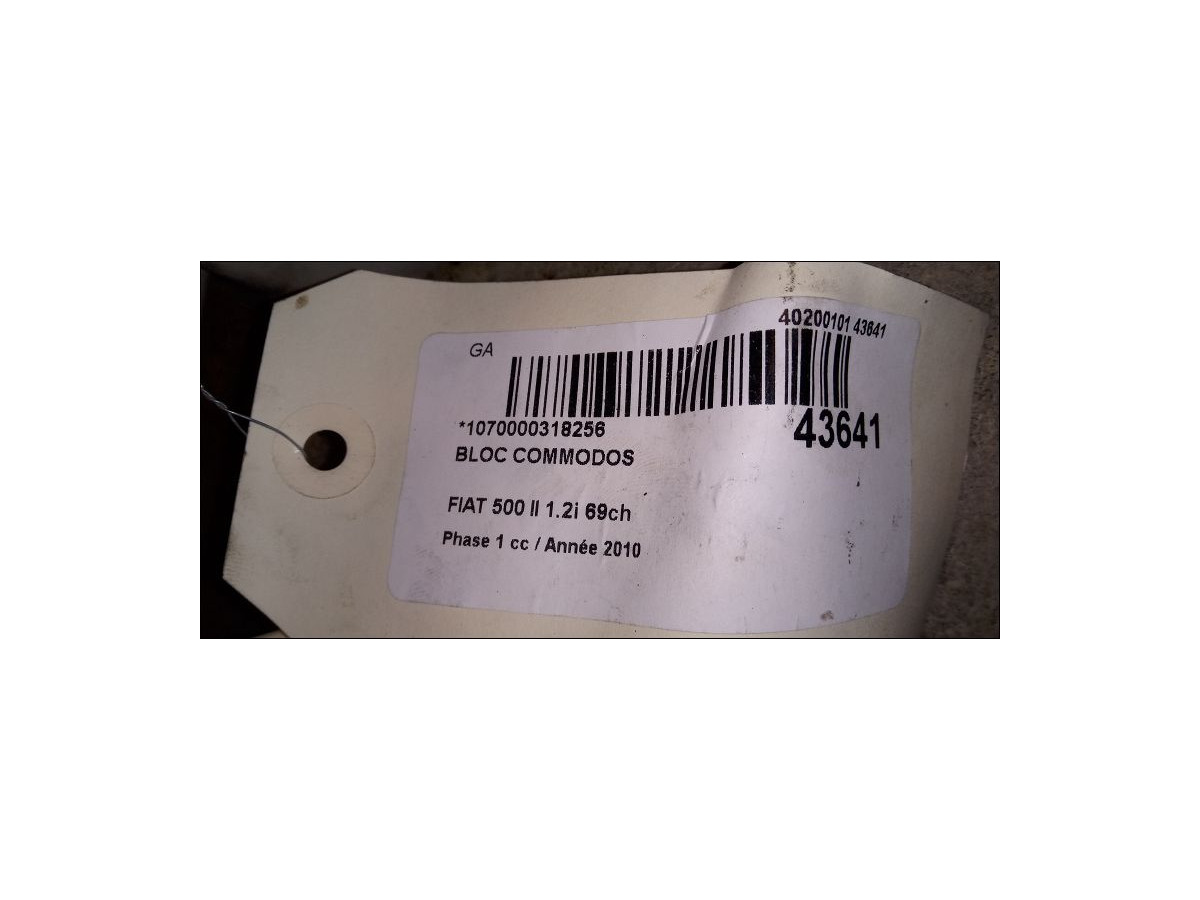 40200101 43641
GA
*1070000318256
43641
BLOC COMMODOS
FIAT 500 II 1.2i 69ch
Phase 1 cc / Année 2010